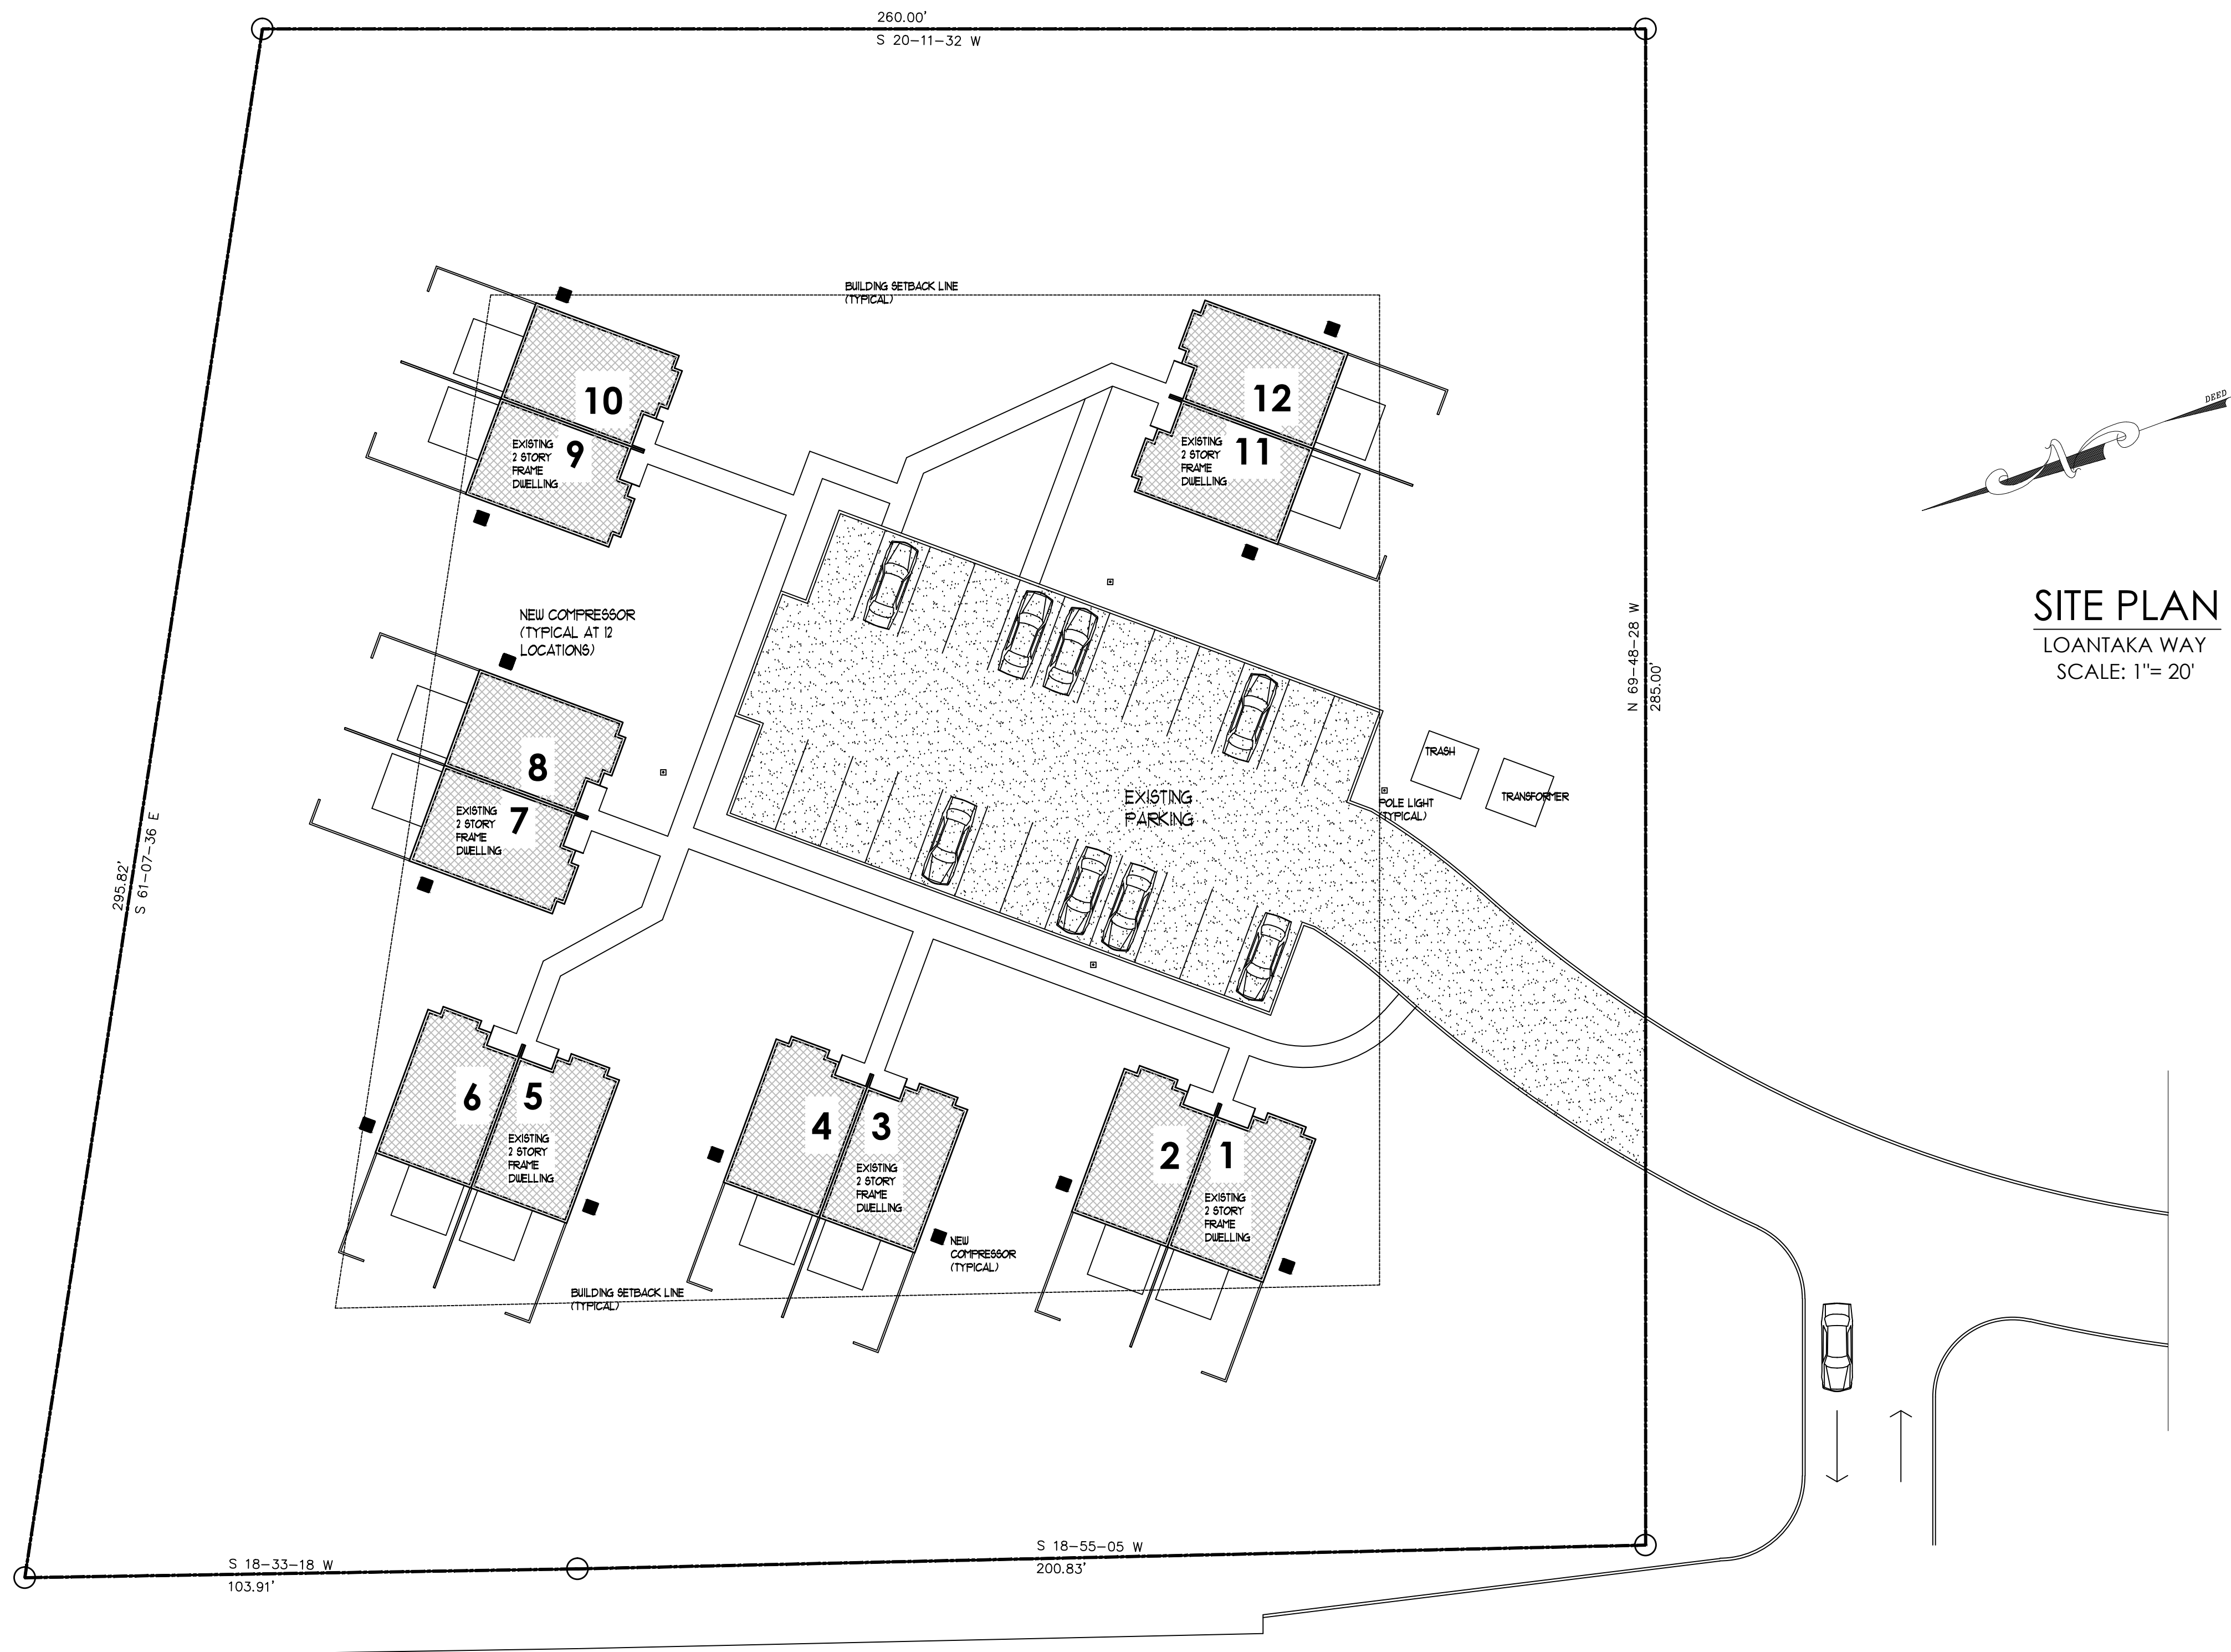 260.00'
S 20-11-32 W
BUILDING SETBACK LINE
(TYPICAL)
10
9
EXISTING
2 STORY
FRAME
DWELLING
12
11
EXISTING
2 STORY
FRAME
DWELLING
DEED
N
SITE PLAN
LOANTAKA WAY
SCALE: 1"= 20'
NEW COMPRESSOR
(TYPICAL AT 12
LOCATIONS)
N 69-48-28 W
285.00'
8
7
EXISTING
2 STORY
FRAME
DWELLING
EXISTING
PARKING
TRASH
TRANSFORMER
POLE LIGHT
(TYPICAL)
295.82'
S 61-07-36 E
6
5
EXISTING
2 STORY
FRAME
DWELLING
4
3
EXISTING
2 STORY
FRAME
DWELLING
2
1
EXISTING
2 STORY
FRAME
DWELLING
NEW
COMPRESSOR
(TYPICAL)
BUILDING SETBACK LINE
(TYPICAL)
S 18-33-18 W
103.91'
S 18-55-05 W
200.83'